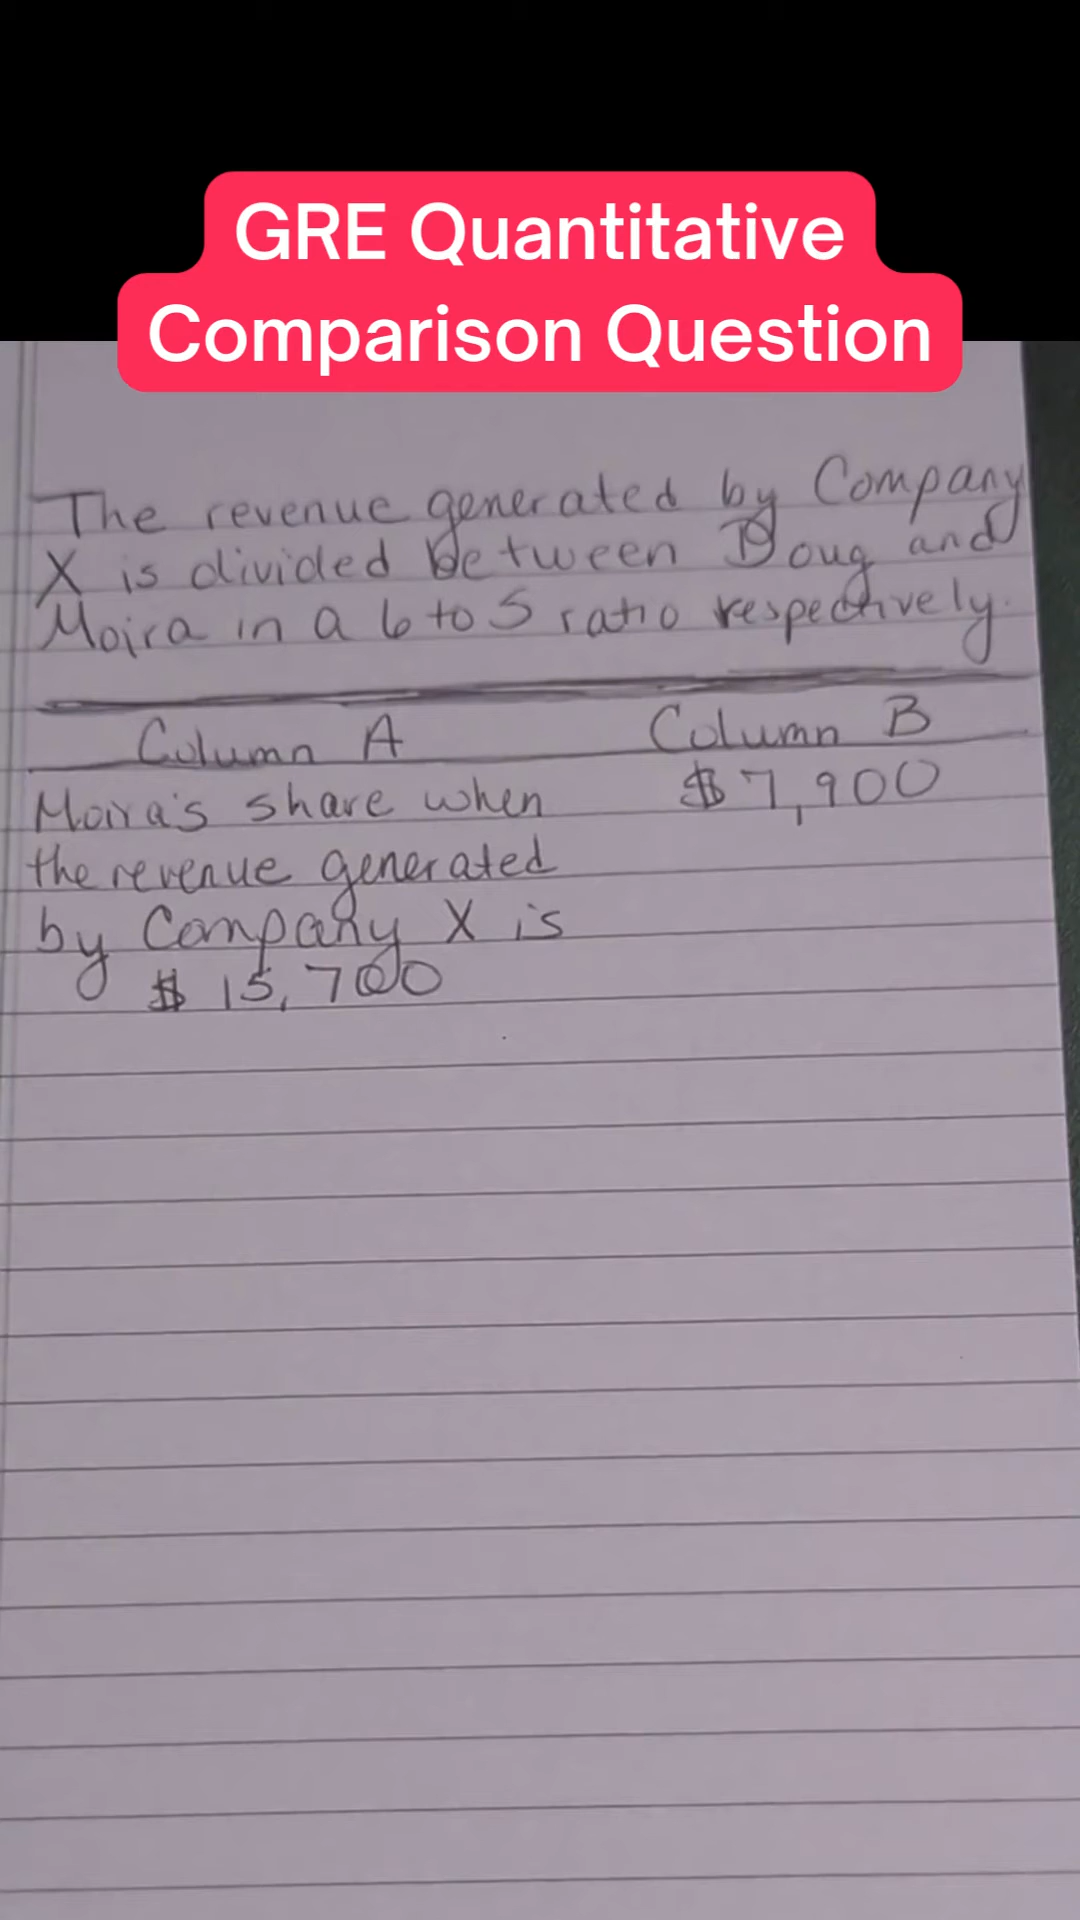 GRE Quantitative
Comparison Question
The revenue generated by Company
X is divided between Doug and
Moira in a 6 to 5 ratio respectively.
Column A Column B
Moira's share when $7,900
the revenue generated
by Company X is
$ 15,700